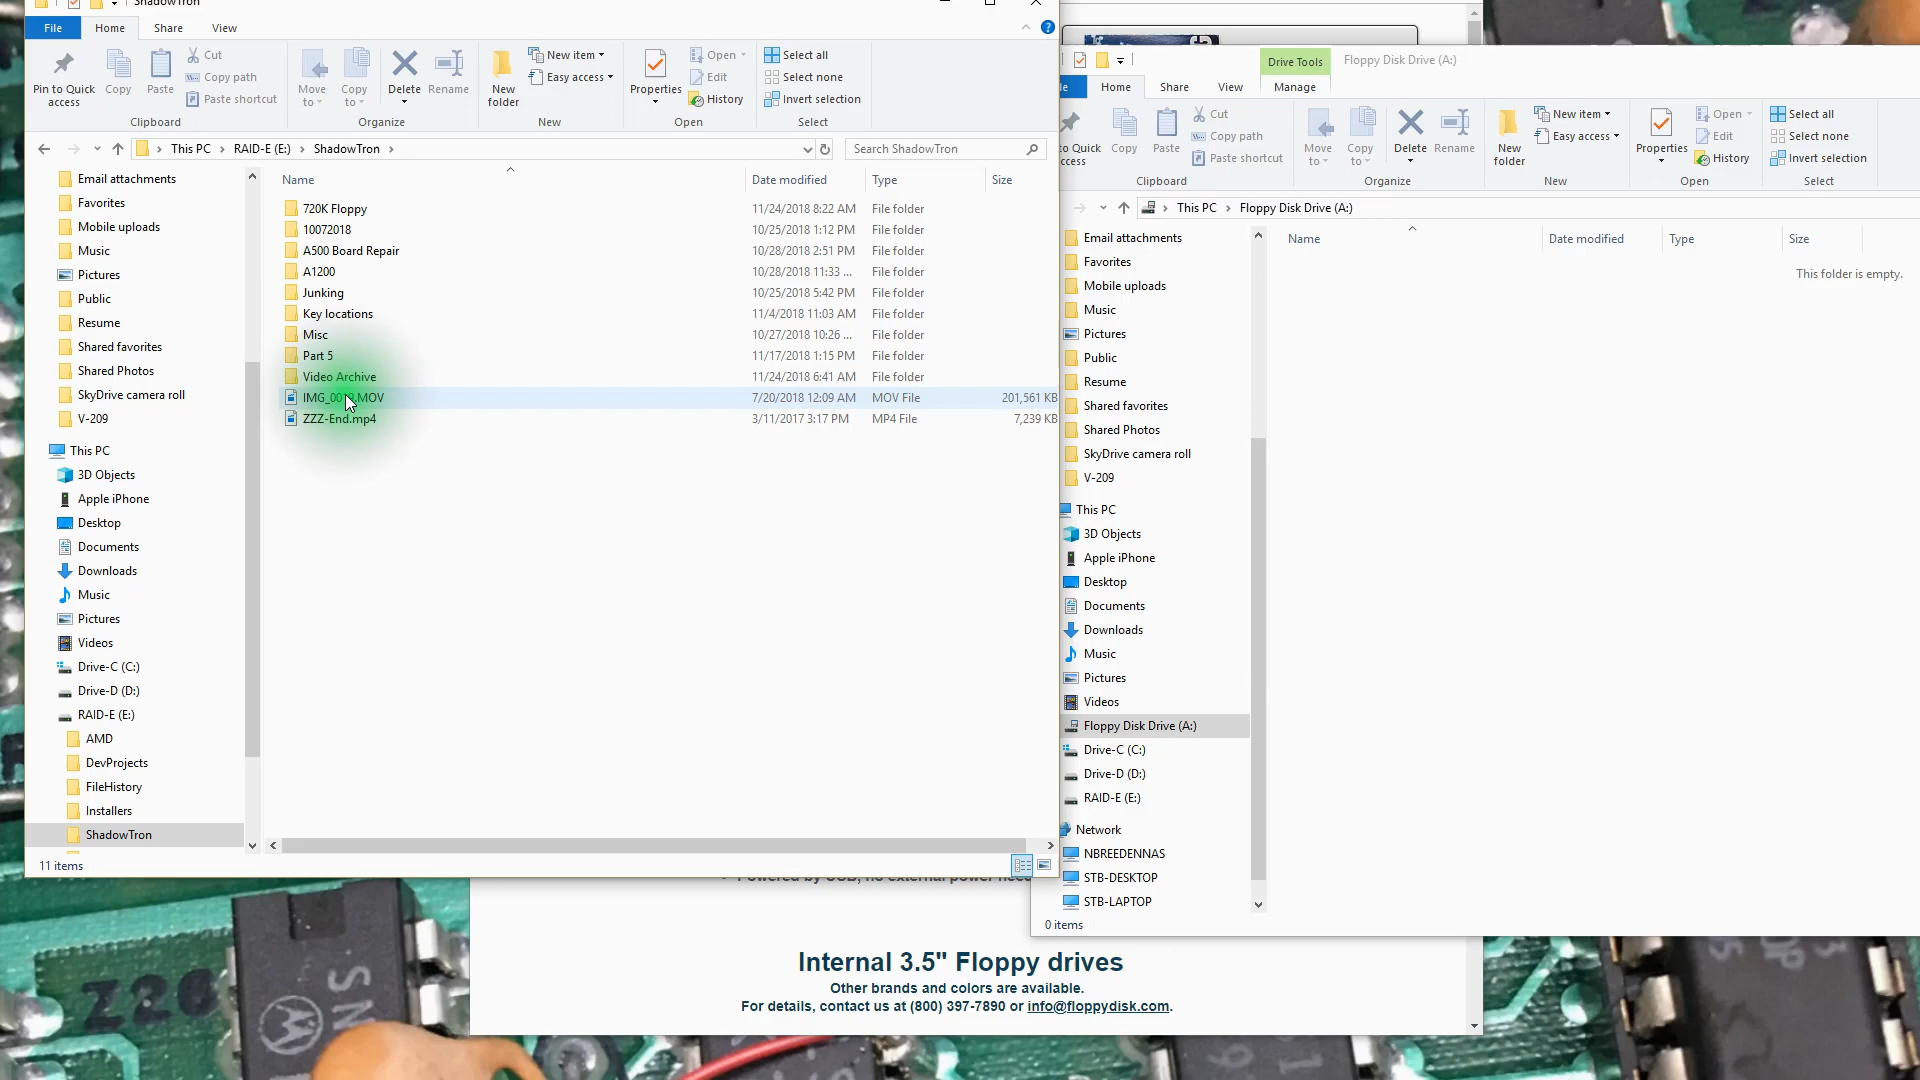 ShadowTron
File
Home
Share
View
Pin to Quick access
Copy
Paste
Cut
Copy path
Paste shortcut
Clipboard
Move to
Copy to
Delete
Rename
Organize
New folder
New item
Easy access
New
Properties
Open
Edit
History
Open
Select all
Select none
Invert selection
Select
This PC
RAID-E (E:)
ShadowTron
Search ShadowTron
Email attachments
Favorites
Mobile uploads
Music
Pictures
Public
Resume
Shared favorites
Shared Photos
SkyDrive camera roll
V-209
This PC
3D Objects
Apple iPhone
Desktop
Documents
Downloads
Music
Pictures
Videos
Drive-C (C:)
Drive-D (D:)
RAID-E (E:)
AMD
DevProjects
FileHistory
Installers
ShadowTron
Name Date modified Type Size
720K Floppy 11/24/2018 8:22 AM File folder
10072018 10/25/2018 1:12 PM File folder
A500 Board Repair 10/28/2018 2:51 PM File folder
A1200 10/28/2018 11:33 ... File folder
Junking 10/25/2018 5:42 PM File folder
Key locations 11/4/2018 11:03 AM File folder
Misc 10/27/2018 10:26 ... File folder
Part 5 11/17/2018 1:15 PM File folder
Video Archive 11/24/2018 6:41 AM File folder
7/20/2018 12:09 AM MOV File 201,561 KB
ZZZ-End.mp4 3/11/2017 3:17 PM MP4 File 7,239 KB
11 items
Drive Tools
Floppy Disk Drive (A:)
Home
Share
View
Manage
Copy
Paste
Cut
Copy path
Paste shortcut
Clipboard
Move to
Copy to
Delete
Rename
Organize
New folder
New item
Easy access
New
Properties
Open
Edit
History
Open
Select all
Select none
Invert selection
Select
This PC
Floppy Disk Drive (A:)
Email attachments
Favorites
Mobile uploads
Music
Pictures
Public
Resume
Shared favorites
Shared Photos
SkyDrive camera roll
V-209
This PC
3D Objects
Apple iPhone
Desktop
Documents
Downloads
Music
Pictures
Videos
Floppy Disk Drive (A:)
Drive-C (C:)
Drive-D (D:)
RAID-E (E:)
Network
NBREEDENNAS
STB-DESKTOP
STB-LAPTOP
Name Date modified Type Size
This folder is empty.
0 items
Internal 3.5" Floppy drives
Other brands and colors are available.
For details, contact us at (800) 397-7890 or info@floppydisk.com.